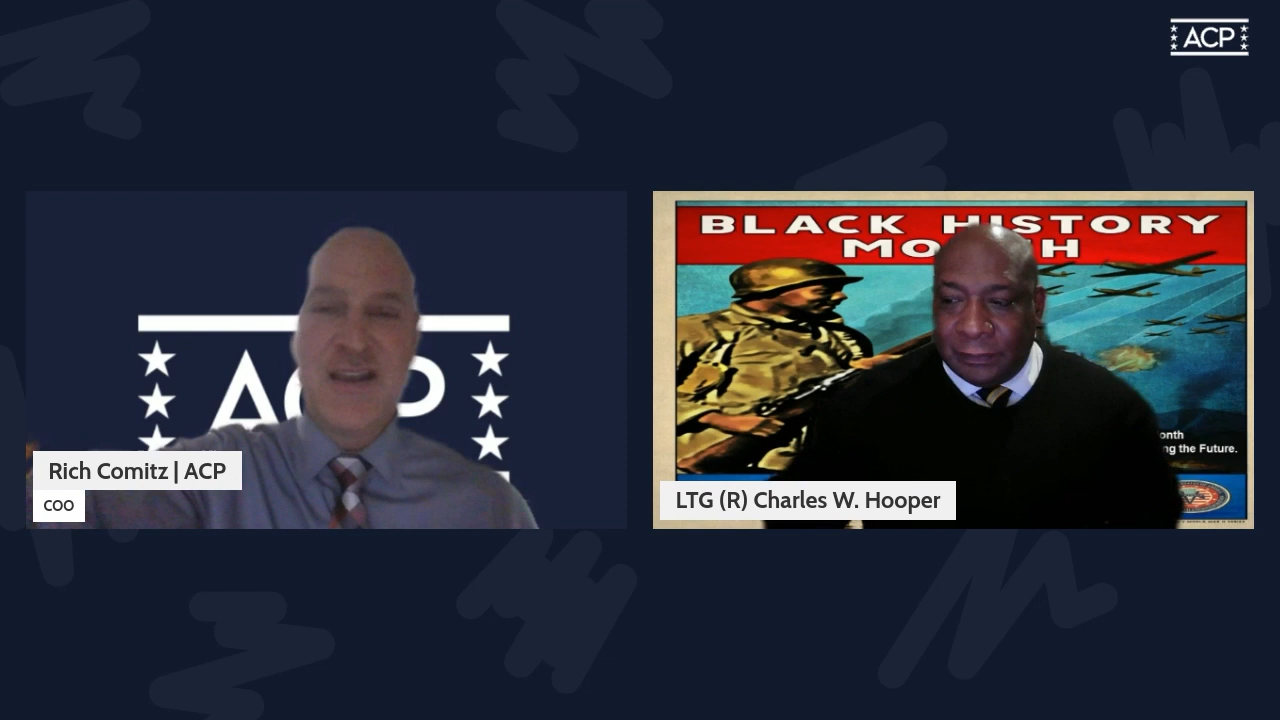 ACP
BLACK HISTORY
MONTH
ACP
onth
ng the Future.
Rich Comitz | ACP
COO
LTG (R) Charles W. Hooper